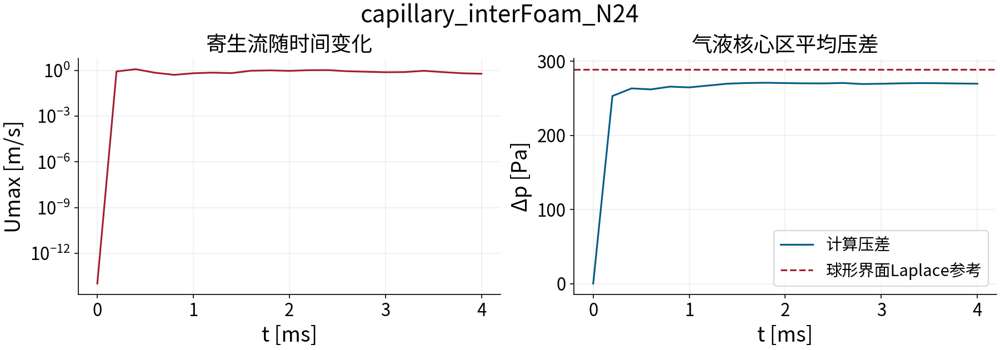 capillary_interFoam_N24
寄生流随时间变化
Umax [m/s]
10⁰
10⁻³
10⁻⁶
10⁻⁹
10⁻¹²
0 1 2 3 4
t [ms]
气液核心区平均压差
Δp [Pa]
300
200
100
0
计算压差
球形界面Laplace参考
0 1 2 3 4
t [ms]